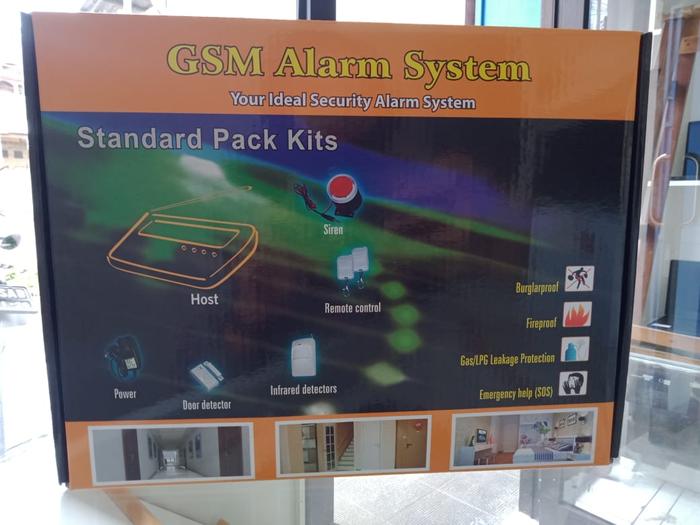 GSM Alarm System
Your Ideal Security Alarm System
Standard Pack Kits
Siren
Host
Remote control
Burglarproof
Fireproof
Gas/LPG Leakage Protection
Emergency help (SOS)
Power
Door detector
Infrared detectors